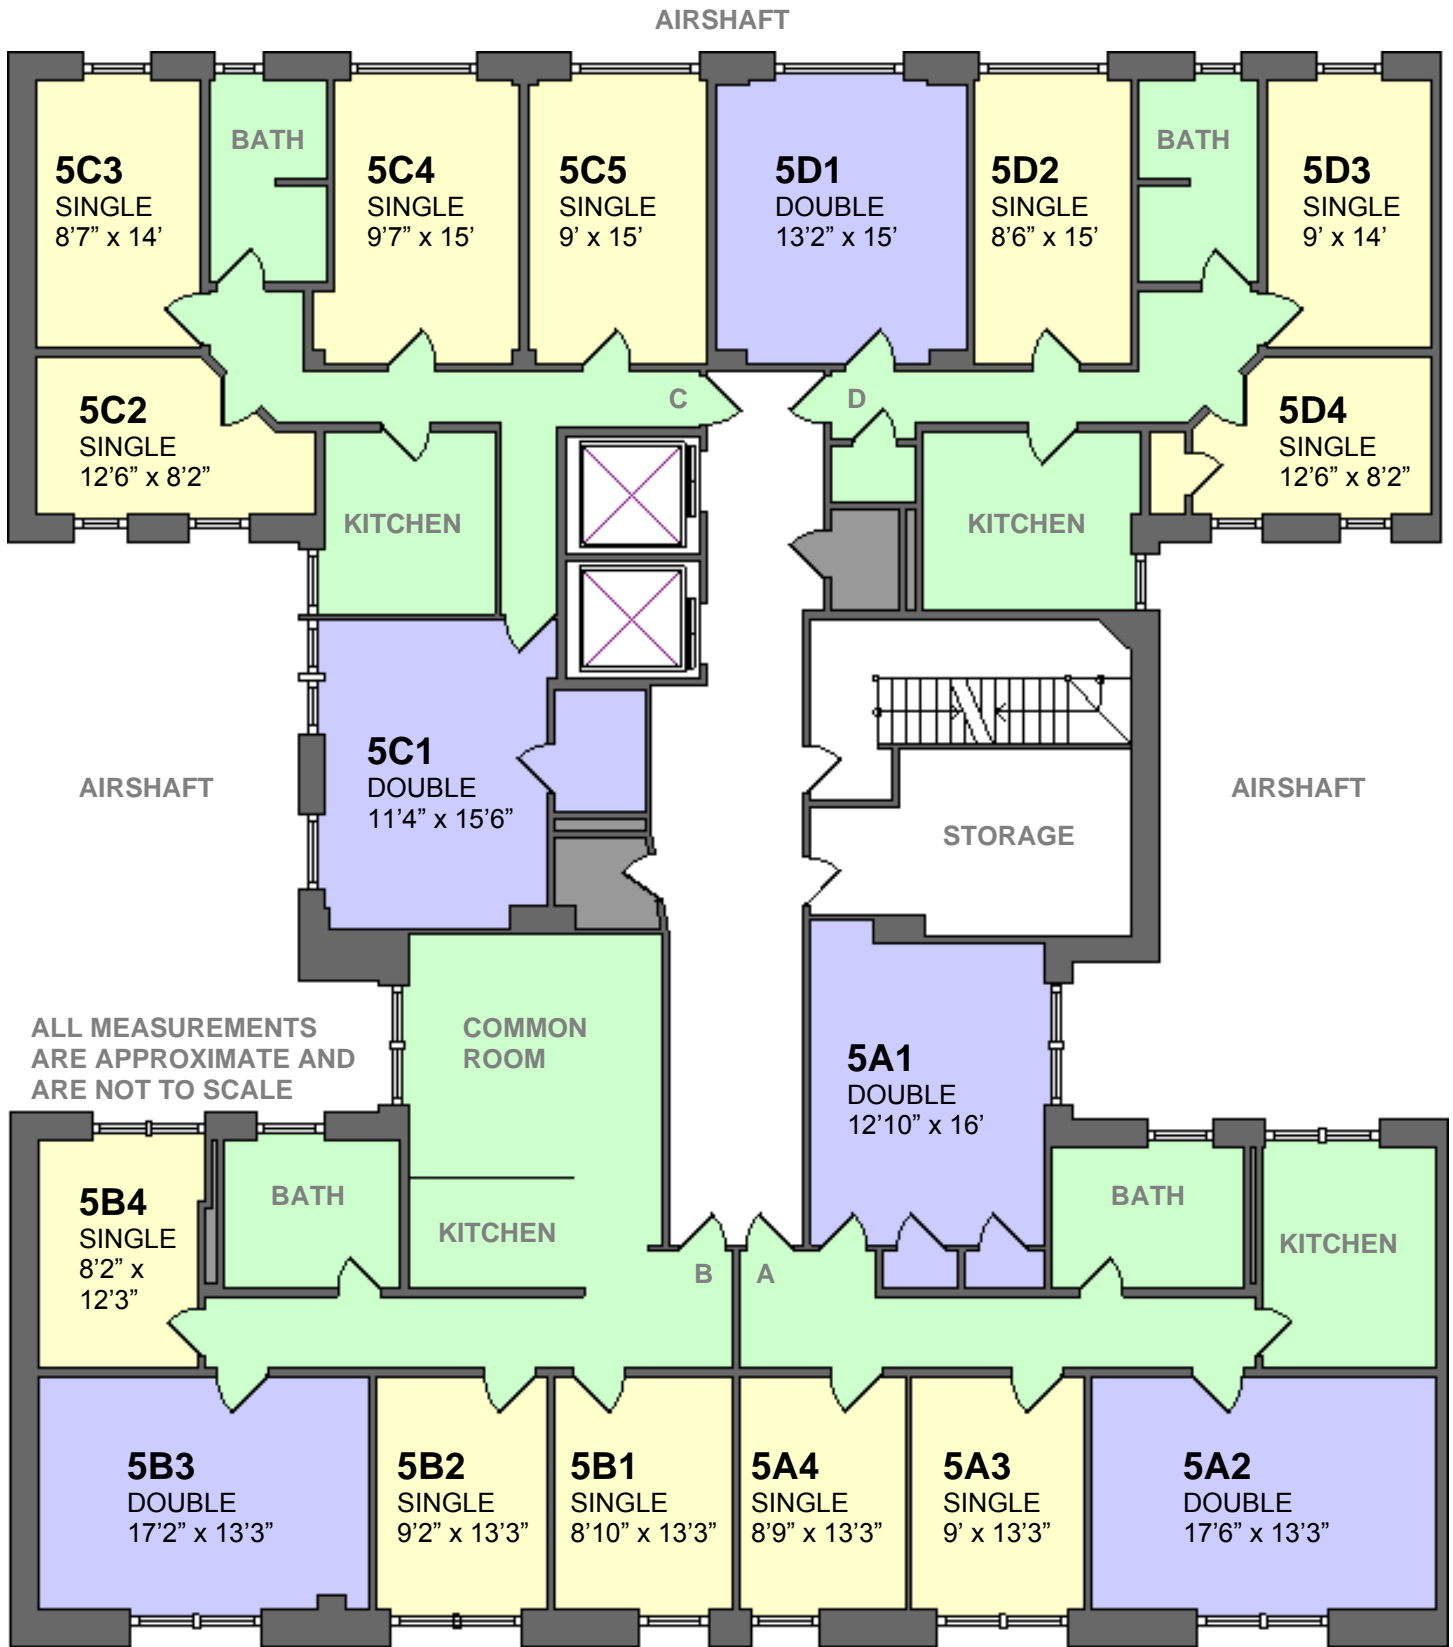 AIRSHAFT
5C3
SINGLE
8’7” x 14’
BATH
5C4
SINGLE
9’7” x 15’
5C5
SINGLE
9’ x 15’
5D1
DOUBLE
13’2” x 15’
5D2
SINGLE
8’6” x 15’
BATH
5D3
SINGLE
9’ x 14’
5C2
SINGLE
12’6” x 8’2”
C
D
5D4
SINGLE
12’6” x 8’2”
KITCHEN
KITCHEN
AIRSHAFT
5C1
DOUBLE
11’4” x 15’6”
AIRSHAFT
STORAGE
ALL MEASUREMENTS
ARE APPROXIMATE AND
ARE NOT TO SCALE
COMMON
ROOM
5A1
DOUBLE
12’10” x 16’
5B4
SINGLE
8’2” x
12’3”
BATH
KITCHEN
B
A
BATH
KITCHEN
5B3
DOUBLE
17’2” x 13’3”
5B2
SINGLE
9’2” x 13’3”
5B1
SINGLE
8’10” x 13’3”
5A4
SINGLE
8’9” x 13’3”
5A3
SINGLE
9’ x 13’3”
5A2
DOUBLE
17’6” x 13’3”